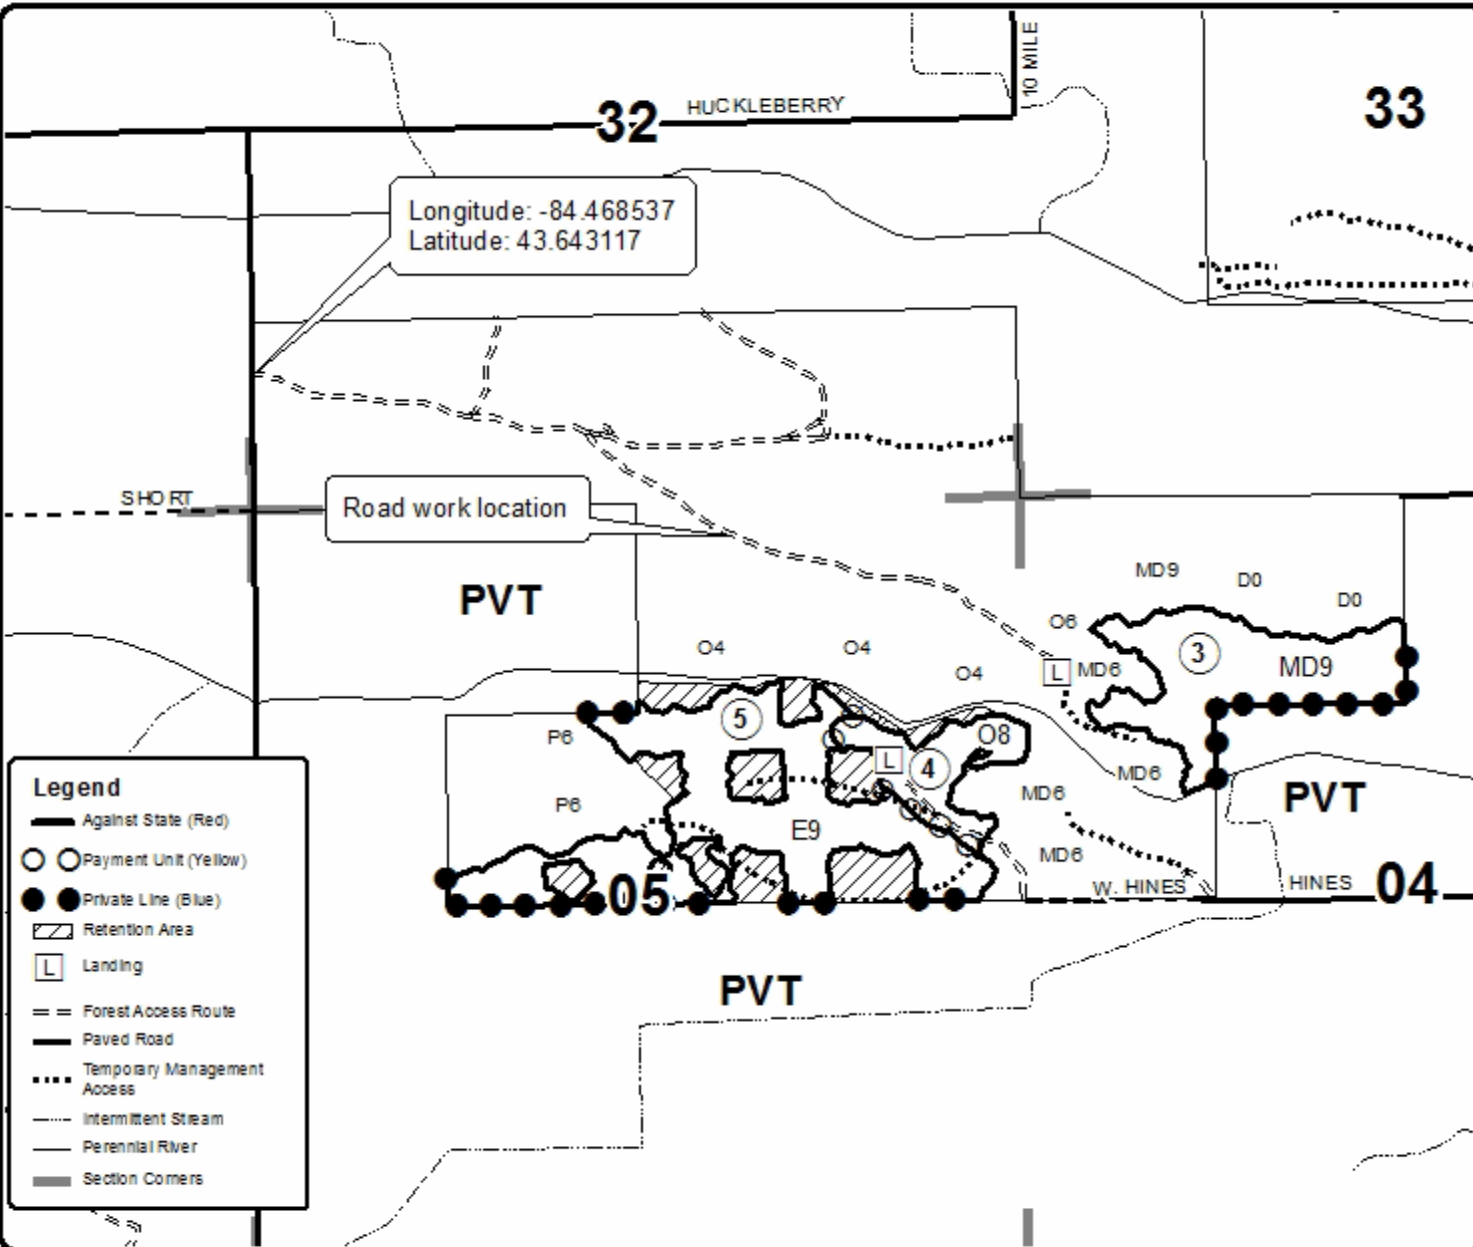 10 MILE
32
HUCKLEBERRY
33
Longitude: -84.468537
Latitude: 43.643117
SHORT
Road work location
PVT
MD9
D0
D0
O6
O4
O4
O4
L
MD6
3
MD9
P6
5
O8
L
4
MD6
MD6
PVT
P6
E9
MD6
05
W. HINES
HINES
04
PVT
Legend
Against State (Red)
Payment Unit (Yellow)
Private Line (Blue)
Retention Area
L
Landing
Forest Access Route
Paved Road
Temporary Management
Access
Intermittent Stream
Perennial River
Section Corners